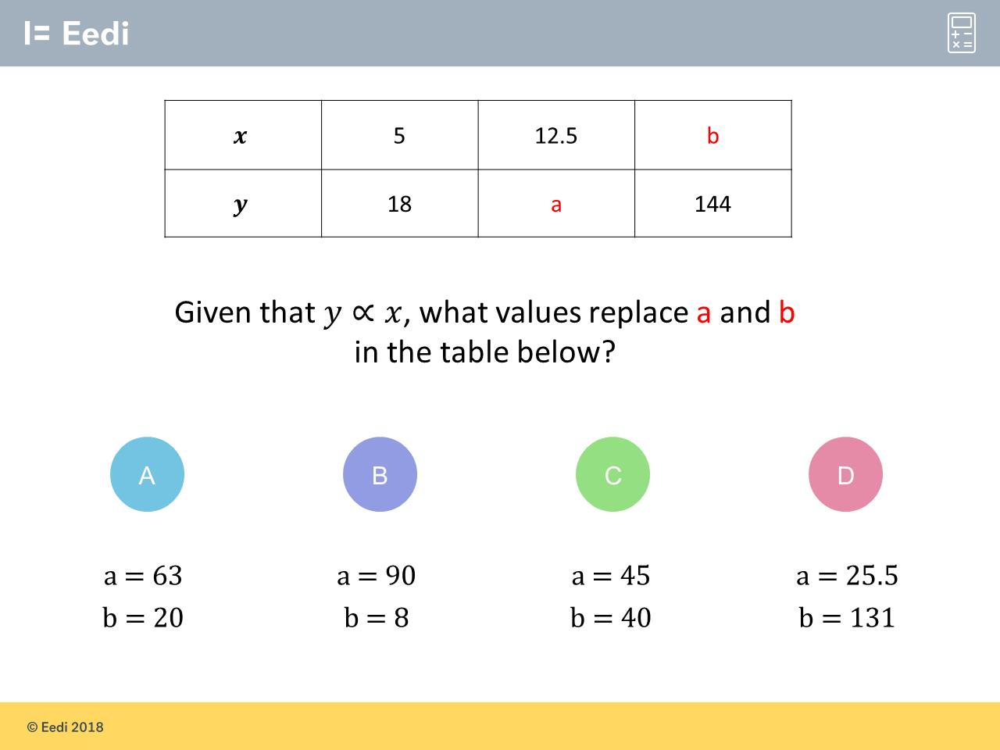 Eedi
x 5 12.5 b
y 18 a 144
Given that y ∝ x, what values replace a and b
in the table below?
A B C D
a = 63 a = 90 a = 45 a = 25.5
b = 20 b = 8 b = 40 b = 131
© Eedi 2018